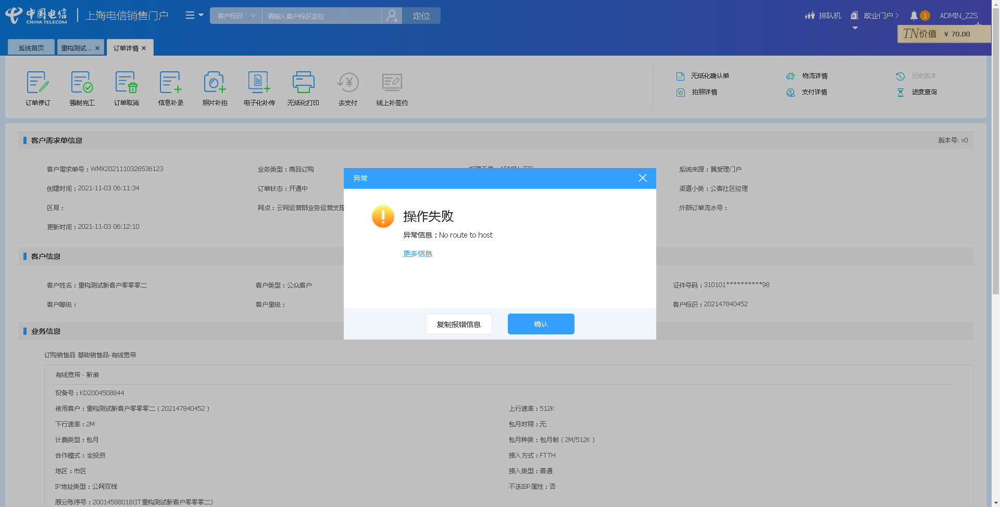 中国电信
CHINA TELECOM
上海电信销售门户
客户标识
请输入客户标识定位
定位
排队机
政企门户
1
ADMIN_ZZS
TN价值 ¥ 70.00
系统首页
重构测试... ×
订单详情 ×
订单修订
强制完工
订单取消
信息补录
照片补拍
电子化补传
无纸化打印
去支付
线上补签约
无纸化确认单
物流详情
历史版本
拍照详情
支付详情
进度查询
客户需求单信息
版本号: v0
客户需求单号：WMX2021110326536123
业务类型：商品订购
系统来源：翼受理门户
创建时间：2021-11-03 06:11:34
订单状态：开通中
渠道小类：公客社区经理
区局：
网点：云网运营部业务运营支撑
外部订单流水号：
更新时间：2021-11-03 06:12:10
异常
操作失败
异常信息：No route to host
更多信息
复制报错信息
确认
客户信息
客户姓名：重构测试新客户零零零二
客户类型：公众客户
证件号码：310101**********98
客户等级：
客户星级：
客户标识：202147840452
业务信息
订购销售品 基础销售品-有线宽带
有线宽带 - 新装
设备号：KD2004508844
使用客户：重构测试新客户零零零二（202147840452）
上行速率：512K
下行速率：2M
包月时限：无
计费类型：包月
包月种类：包月制（2M/512K）
合作模式：全投资
接入方式：FTTH
地区：市区
接入类型：普通
IP地址类型：公网双栈
不送IBP属性：否
原分账序号：20014588018(IT重构测试新客户零零零二)